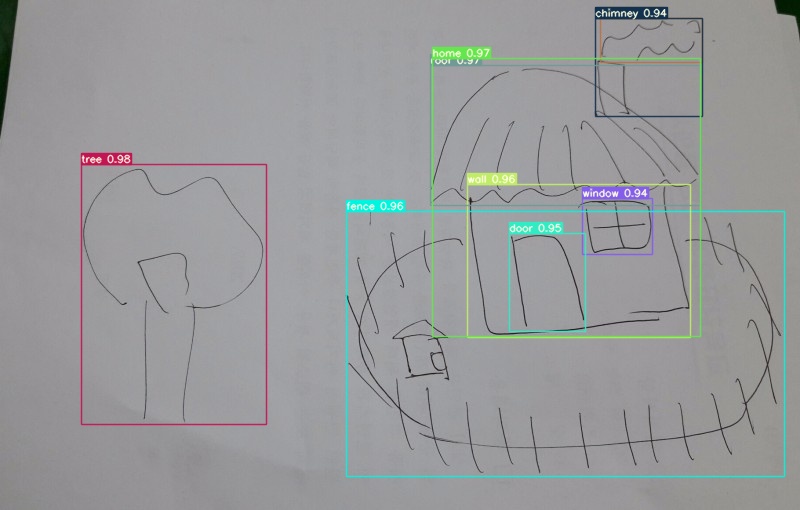 chimney 0.94
home 0.97
roof 0.97
tree 0.98
wall 0.96
window 0.94
fence 0.96
door 0.95